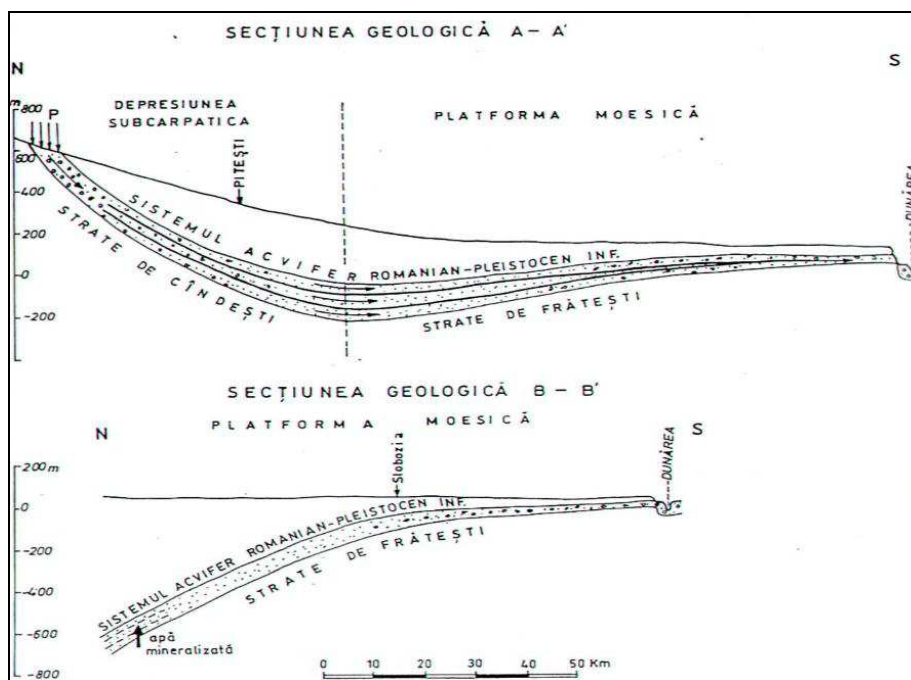 SECȚIUNEA GEOLOGICĂ A-A'
N
S
m
800
P
DEPRESIUNEA
SUBCARPATICA
PLATFORMA MOESICĂ
600
PITEȘTI
400
200
0
-200
SISTEMUL ACVIFER ROMANIAN-PLEISTOCEN INF.
STRATE DE CÎNDEȘTI
STRATE DE FRĂTEȘTI
DUNĂREA
SECȚIUNEA GEOLOGICĂ B-B'
PLATFORMA MOESICĂ
N
S
200m
0
-200
-400
-600
-800
Slobozia
DUNĂREA
SISTEMUL ACVIFER ROMANIAN-PLEISTOCEN INF.
STRATE DE FRĂTEȘTI
apă
mineralizată
0 10 20 30 40 50 Km